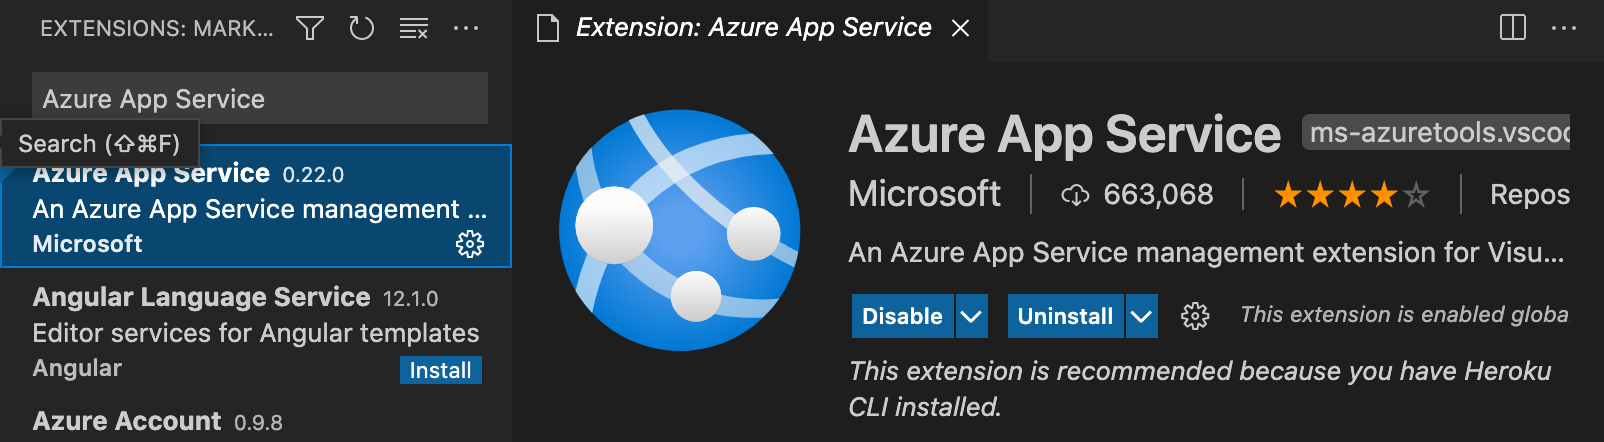 EXTENSIONS: MARK...
Azure App Service
Search (⇧⌘F)
Azure App Service 0.22.0
An Azure App Service management ...
Microsoft
Angular Language Service 12.1.0
Editor services for Angular templates
Angular
Install
Azure Account 0.9.8
Extension: Azure App Service
Azure App Service ms-azuretools.vscoc
Microsoft 663,068 Repos
An Azure App Service management extension for Visu...
Disable Uninstall This extension is enabled globa
This extension is recommended because you have Heroku
CLI installed.